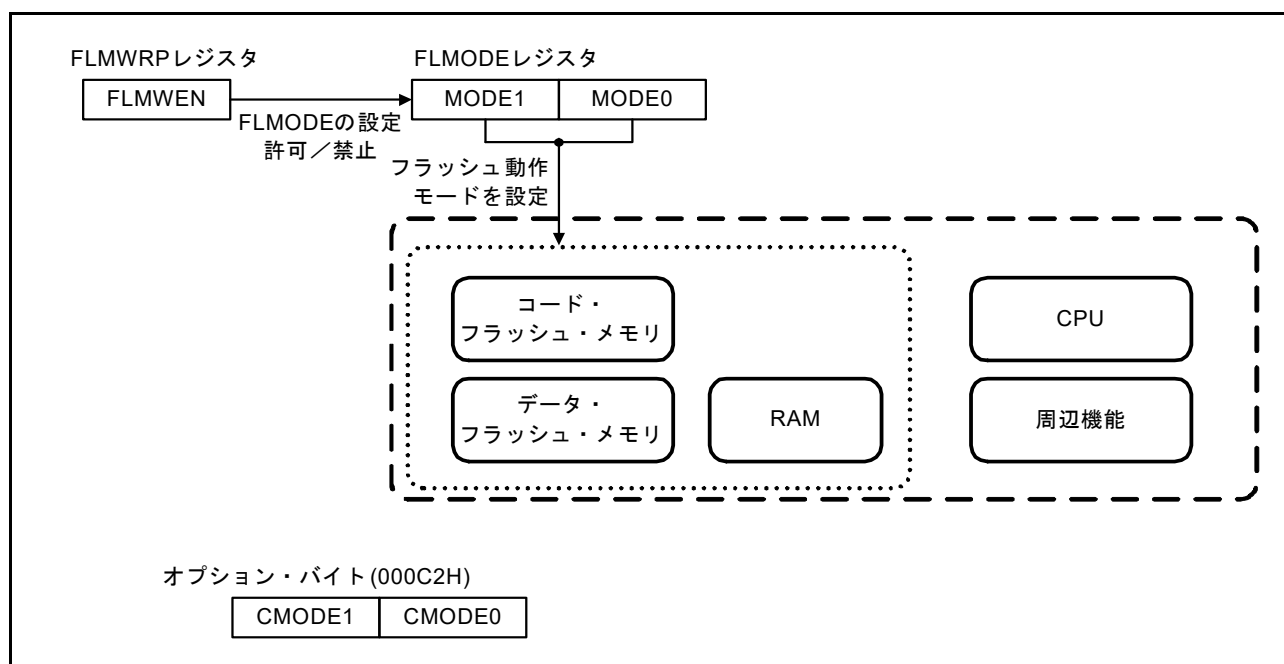 FLMWRPレジスタ
FLMODEレジスタ
FLMWEN
MODE1
MODE0
FLMODEの設定
許可／禁止
フラッシュ動作
モードを設定
コード・
フラッシュ・メモリ
CPU
データ・
フラッシュ・メモリ
RAM
周辺機能
オプション・バイト(000C2H)
CMODE1
CMODE0